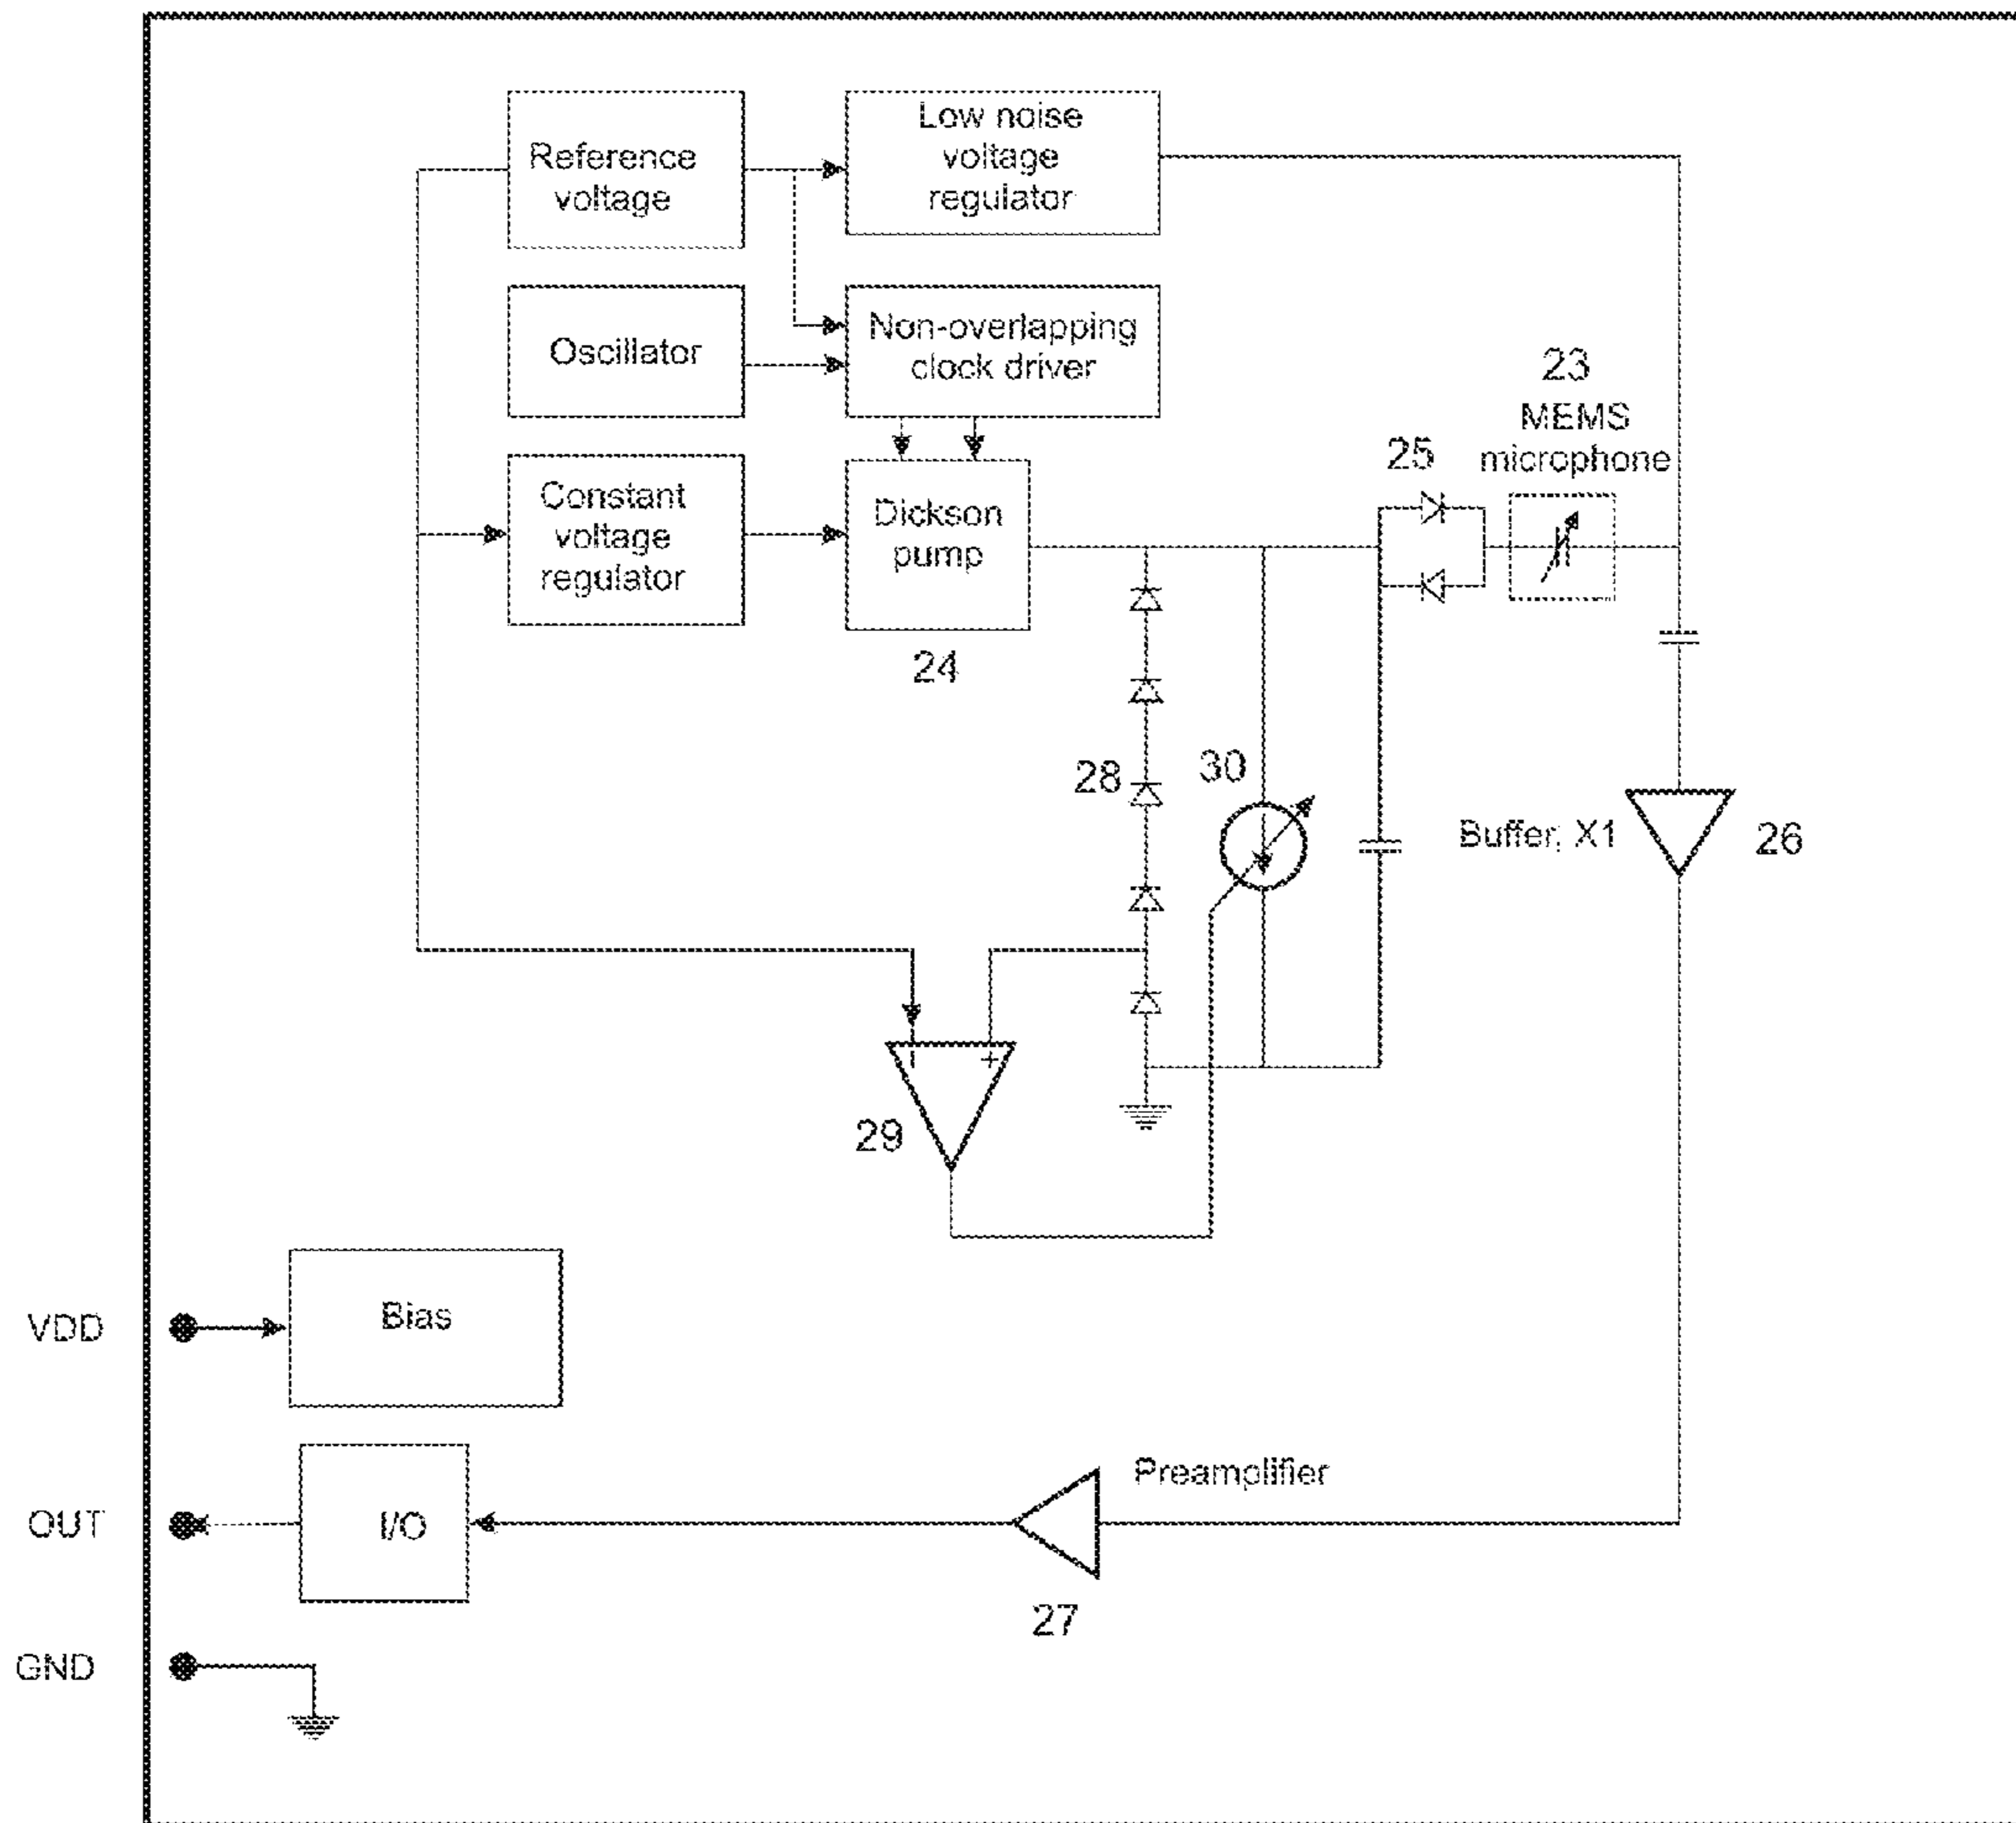 Reference
voltage
Low noise
voltage
regulator
Oscillator
Non-overlapping
clock driver
23
MEMS
microphone
25
Constant
voltage
regulator
Dickson
pump
24
28
30
Buffer, X1
26
+
29
Bias
VDD
Preamplifier
OUT
I/O
27
GND